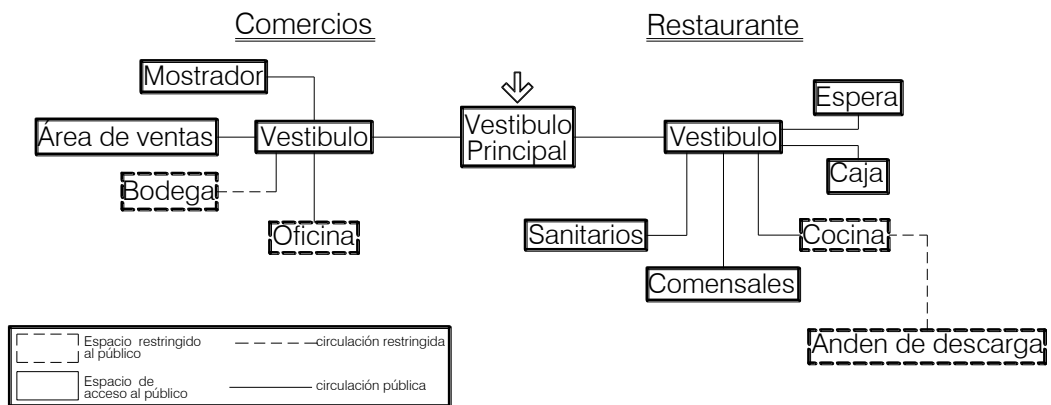 Comercios
Restaurante
Mostrador
Espera
Área de ventas
Vestibulo
Vestibulo
Principal
Vestibulo
Caja
Bodega
Oficina
Sanitarios
Cocina
Comensales
Anden de descarga
Espacio restringido
al público
circulación restringida
Espacio de
acceso al público
circulación pública